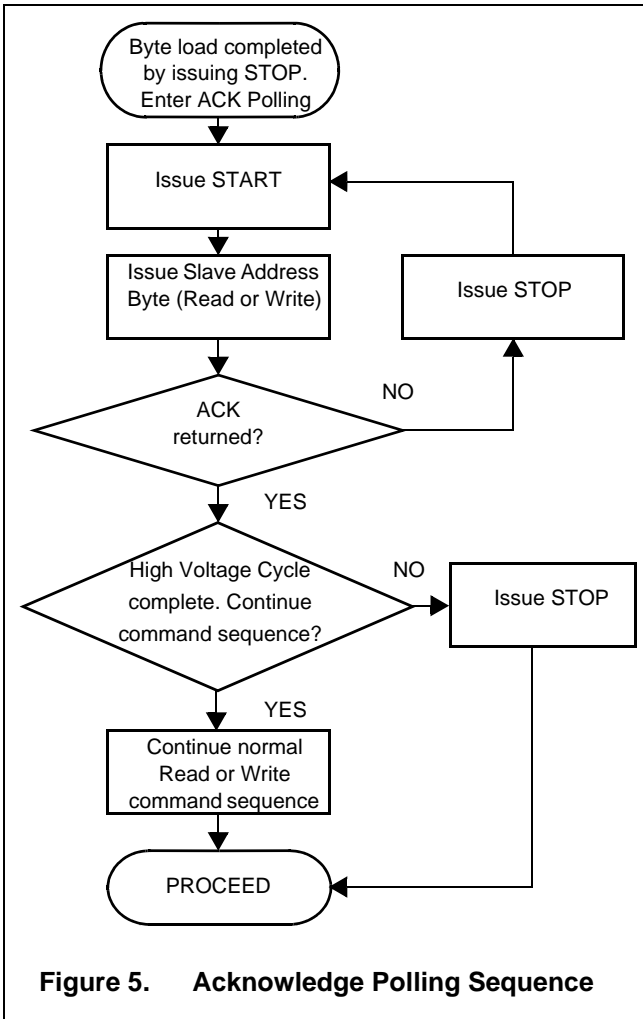 Byte load completed
by issuing STOP.
Enter ACK Polling
Issue START
Issue Slave Address
Byte (Read or Write)
Issue STOP
ACK
returned?
NO
YES
High Voltage Cycle
complete. Continue
command sequence?
NO
Issue STOP
YES
Continue normal
Read or Write
command sequence
PROCEED
Figure 5. Acknowledge Polling Sequence